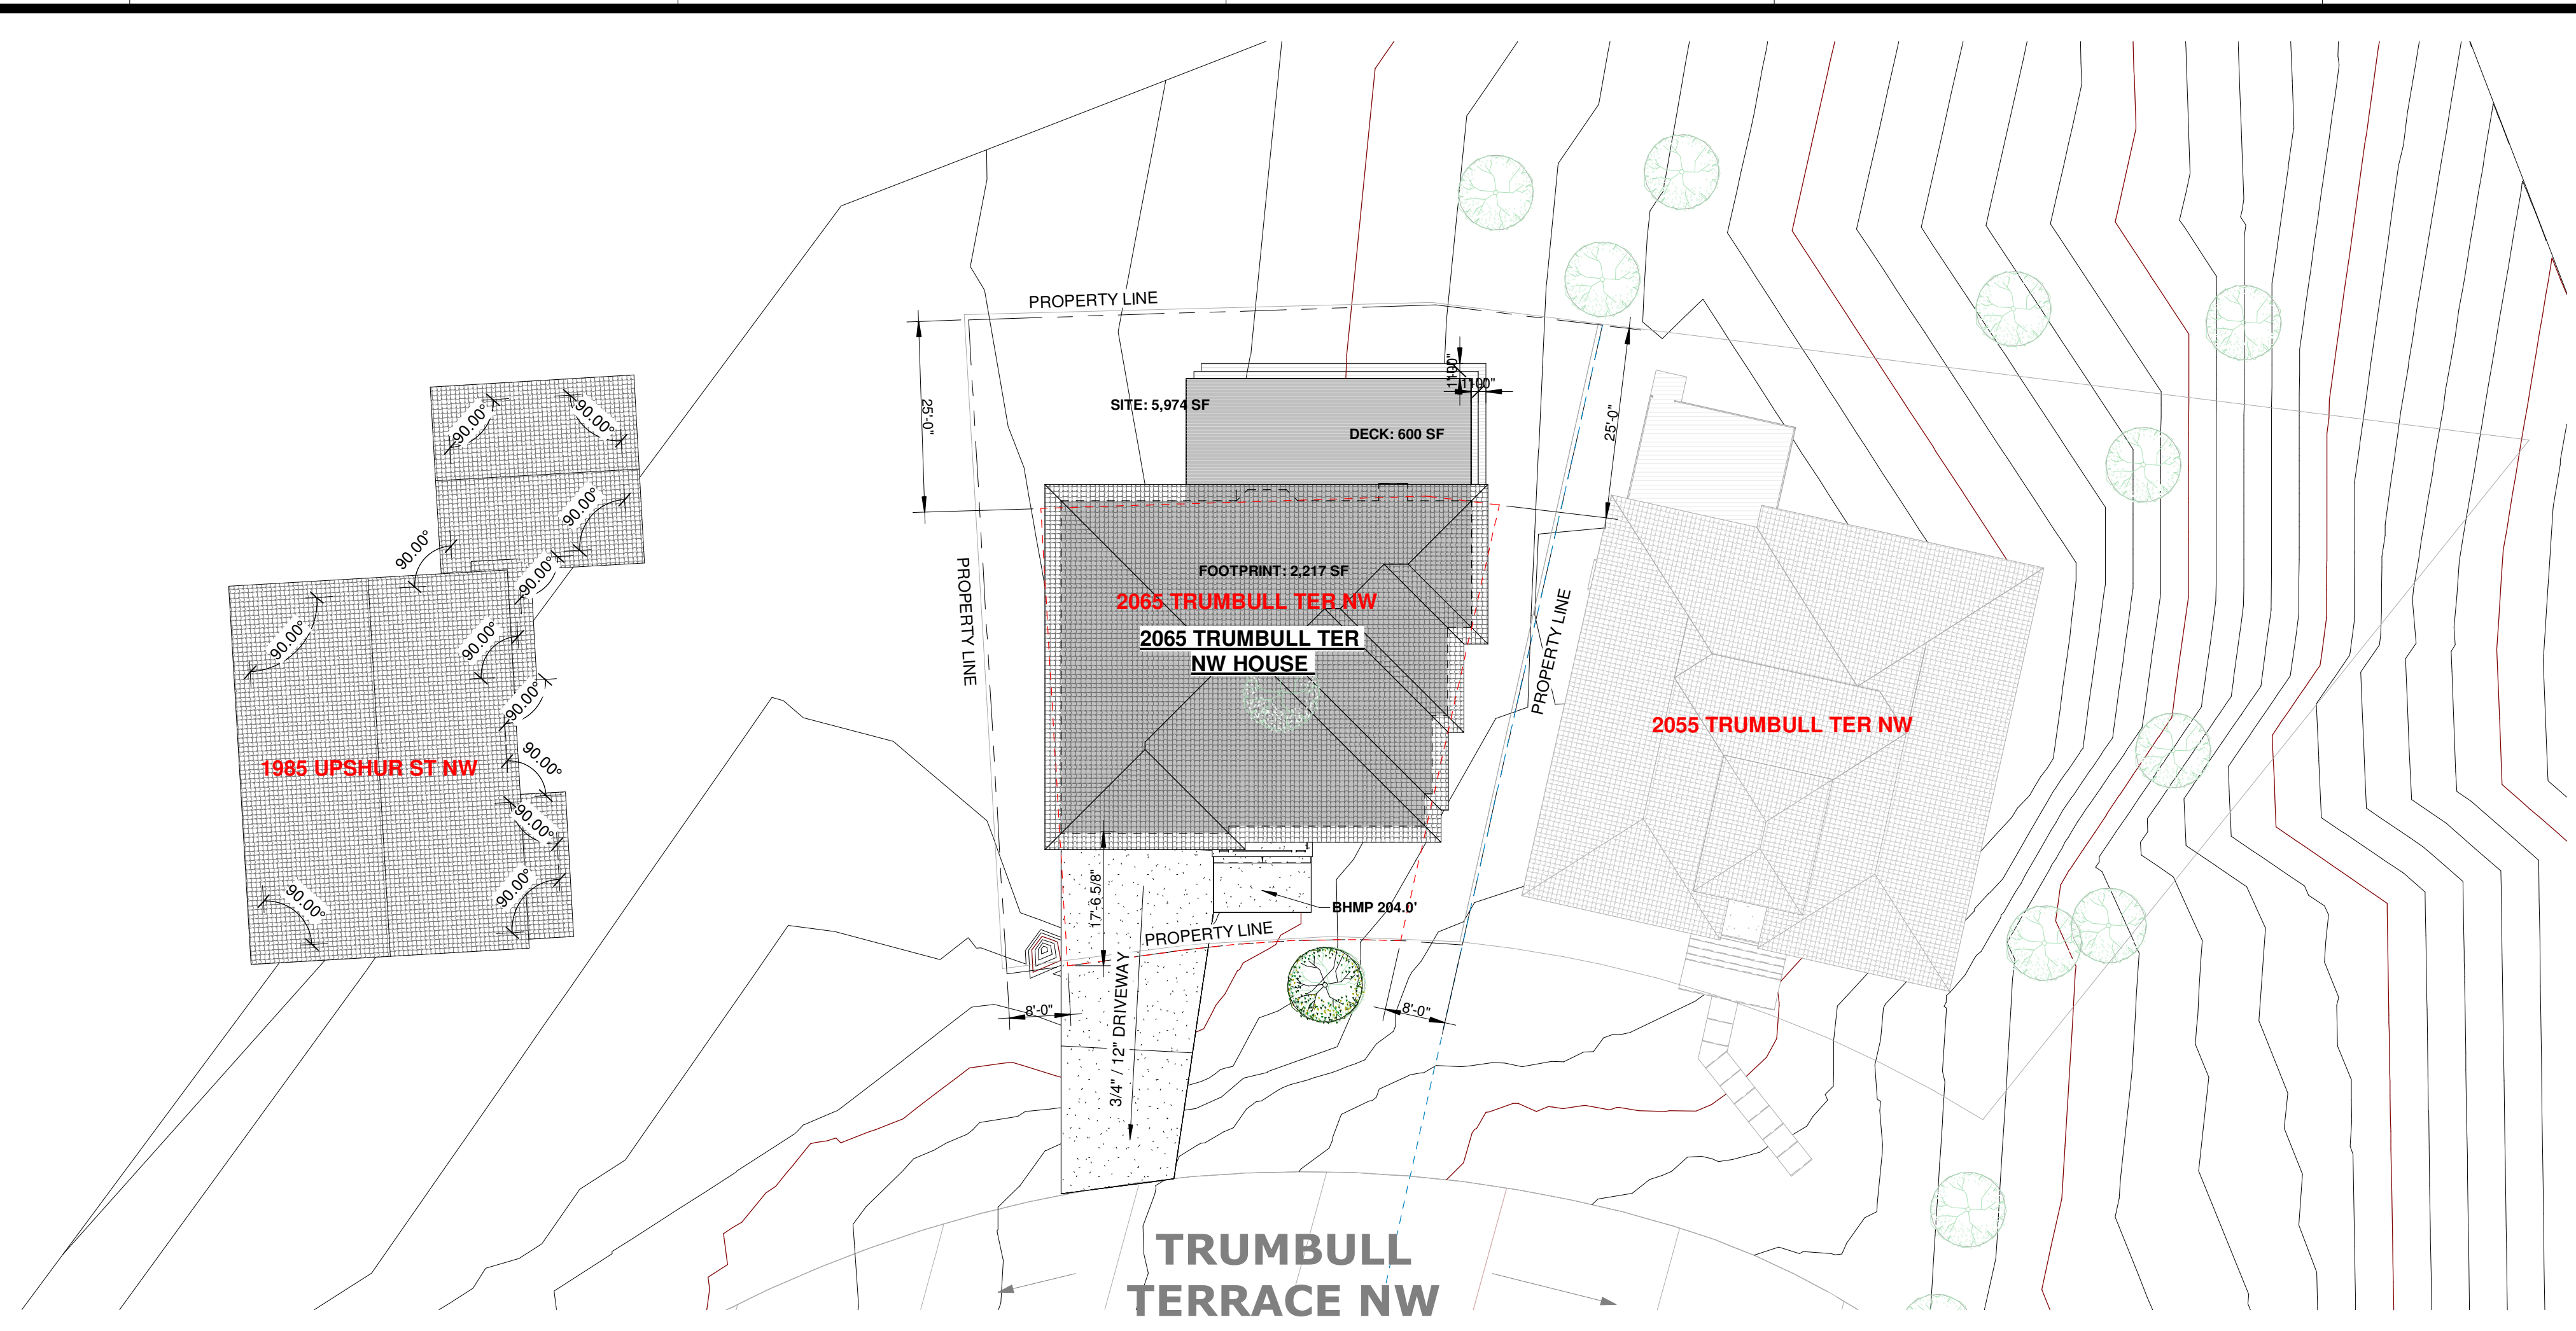 PROPERTY LINE
25'-0"
SITE: 5,974 SF
DECK: 600 SF
25'-0"
90.00°
90.00°
90.00°
90.00°
90.00°
90.00°
90.00°
90.00°
90.00°
90.00°
90.00°
90.00°
PROPERTY LINE
FOOTPRINT: 2,217 SF
2065 TRUMBULL TER NW
2065 TRUMBULL TER
NW HOUSE
PROPERTY LINE
2055 TRUMBULL TER NW
1985 UPSHUR ST NW
17'-6 5/8"
BHMP 204.0'
PROPERTY LINE
8'-0"
8'-0"
3/4" / 12" DRIVEWAY
TRUMBULL
TERRACE NW